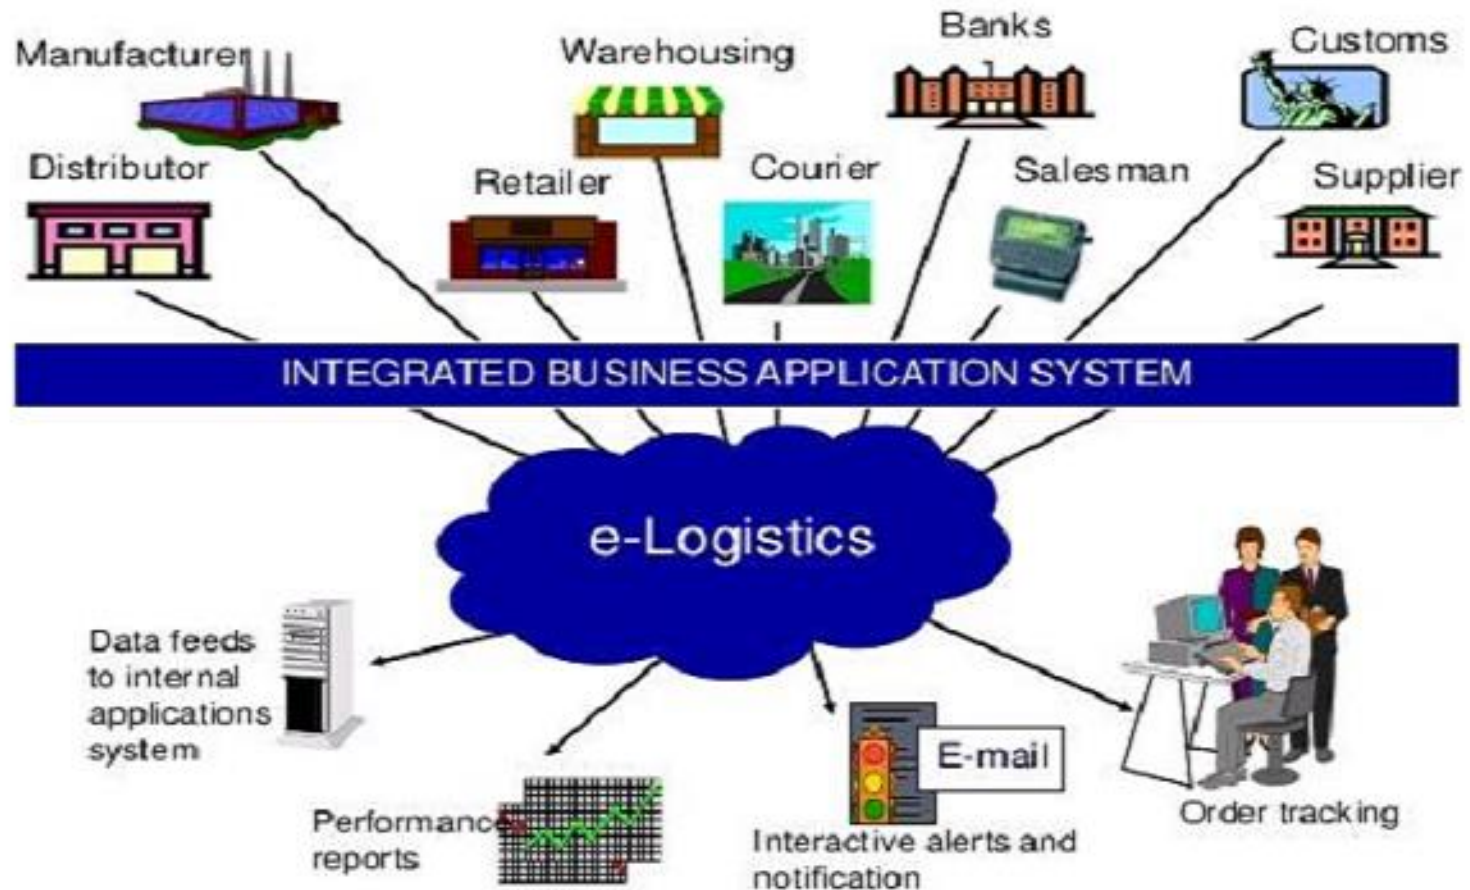 Banks
Manufacturer
Warehousing
Customs
Distributor
Retailer
Courier
Salesman
Supplier
INTEGRATED BUSINESS APPLICATION SYSTEM
e-Logistics
Data feeds
to internal
applications
system
E-mail
Order tracking
Performance
reports
Interactive alerts and
notification